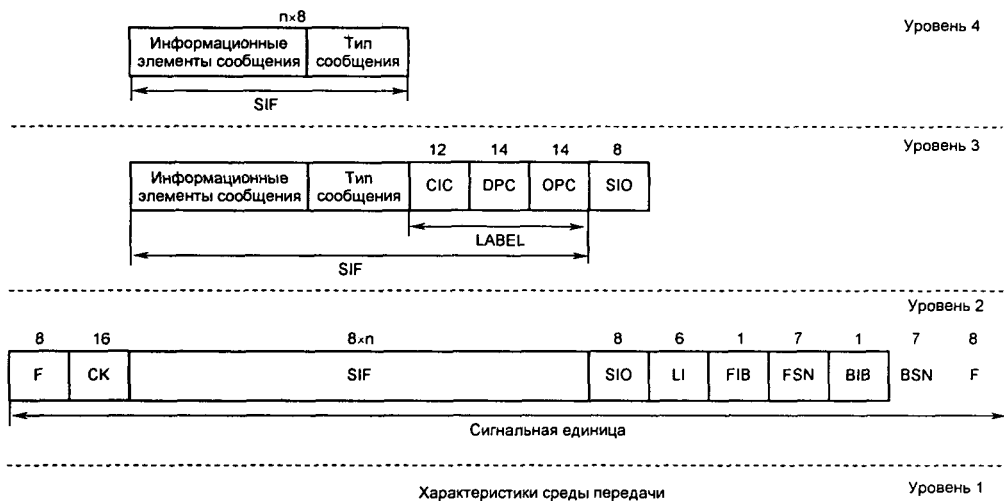 Уровень 4
n×8
Информационные элементы сообщения
Тип сообщения
SIF
Уровень 3
12 14 14 8
Информационные элементы сообщения
Тип сообщения
CIC DPC OPC SIO
LABEL
SIF
Уровень 2
8 16 8×n 8 6 1 7 1 7 8
F CK SIF SIO LI FIB FSN BIB BSN F
Сигнальная единица
Уровень 1
Характеристики среды передачи